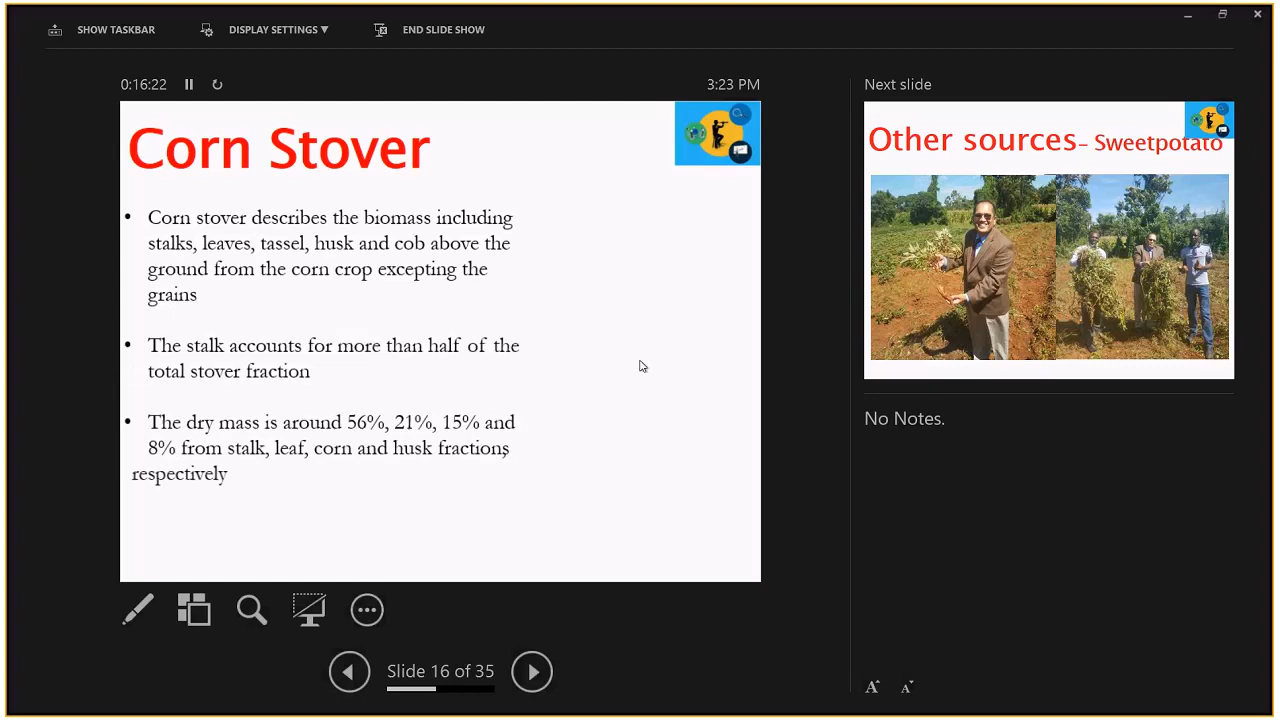 SHOW TASKBAR
DISPLAY SETTINGS ▼
END SLIDE SHOW
0:16:22
3:23 PM
Corn Stover
• Corn stover describes the biomass including
stalks, leaves, tassel, husk and cob above the
ground from the corn crop excepting the
grains
• The stalk accounts for more than half of the
total stover fraction
• The dry mass is around 56%, 21%, 15% and
8% from stalk, leaf, corn and husk fractions,
respectively
Next slide
Other sources– Sweetpotato
No Notes.
Slide 16 of 35
A A